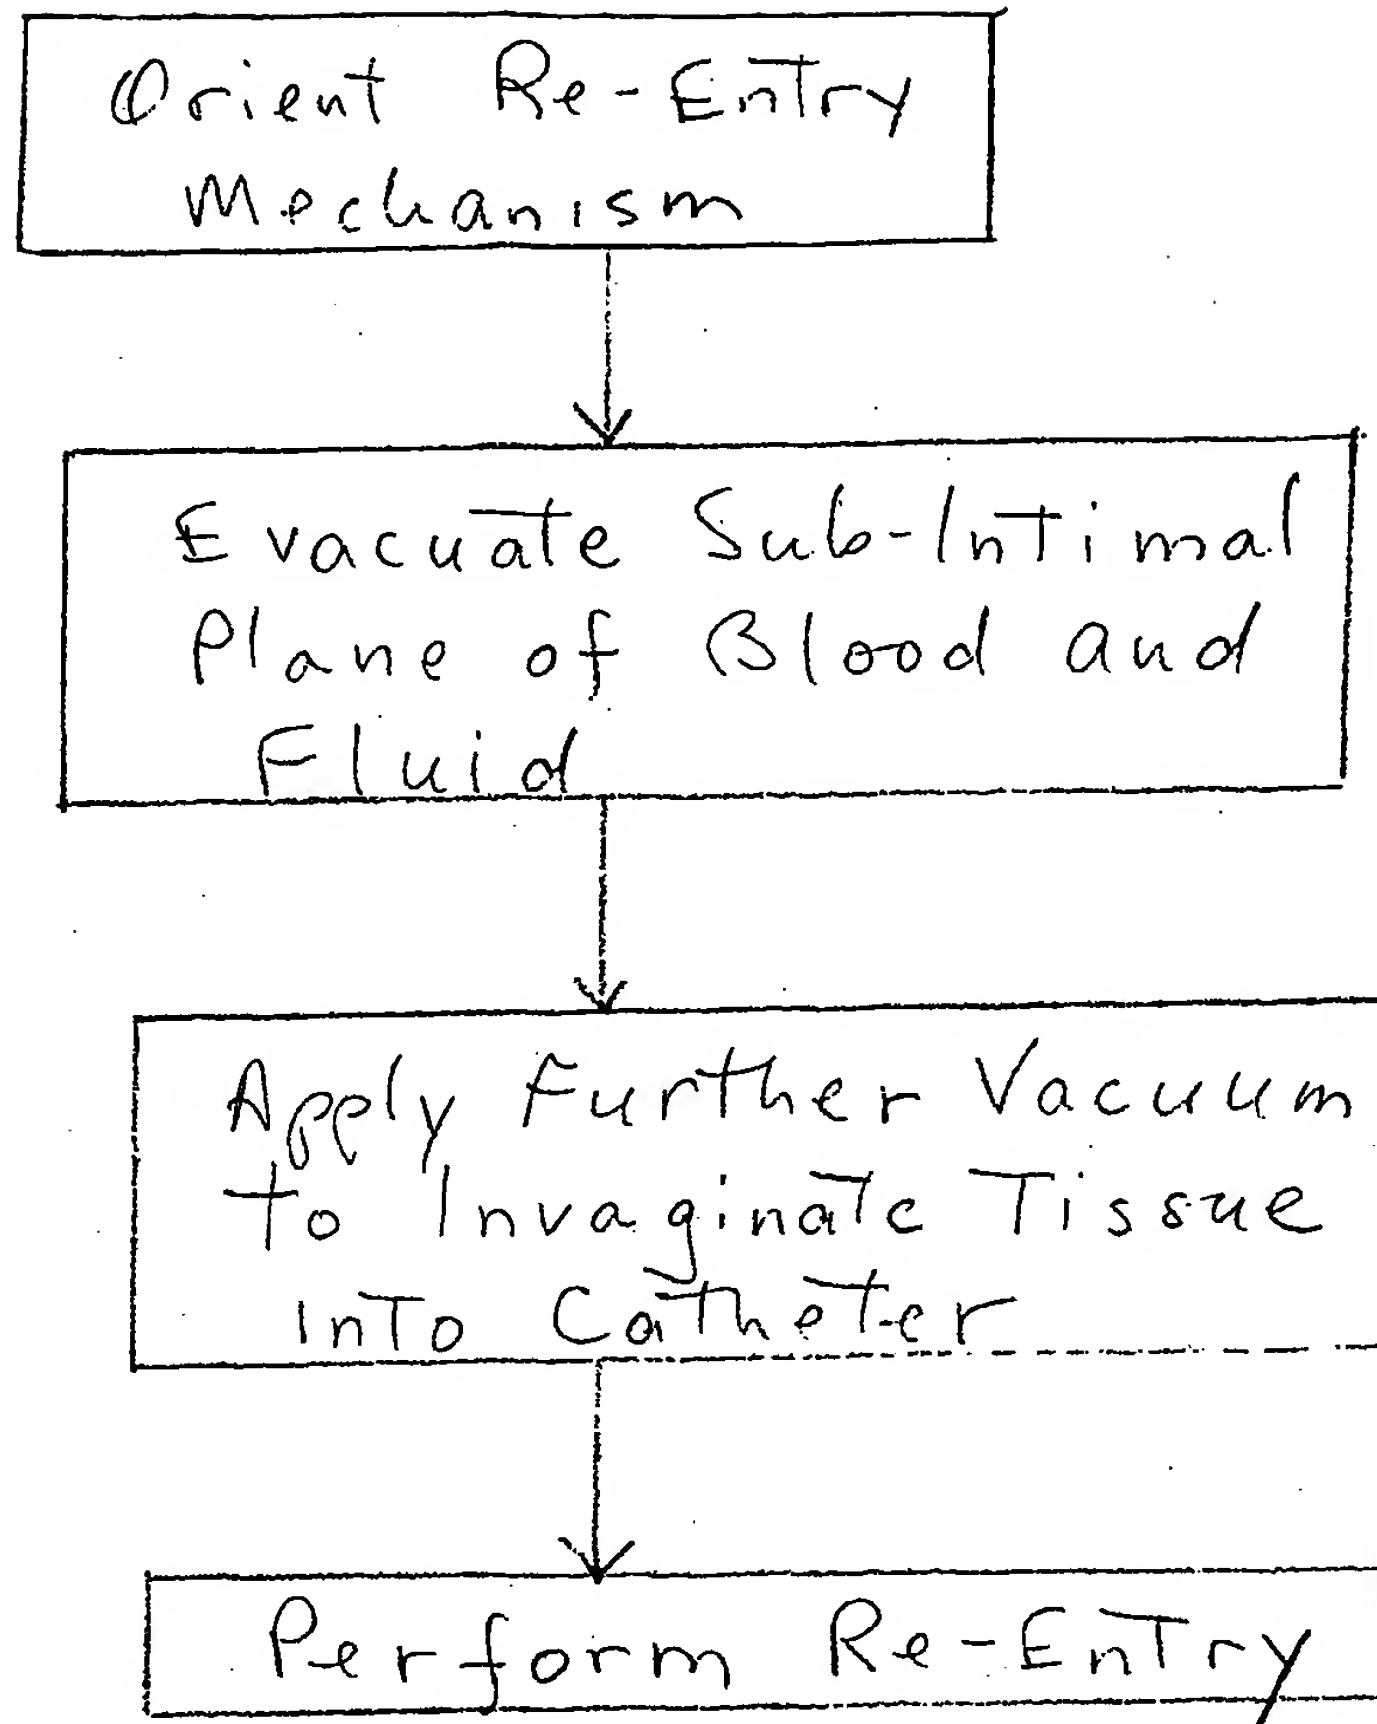 Orient Re-Entry
Mechanism
Evacuate Sub-Intimal
Plane of Blood and
Fluid
Apply Further Vacuum
to Invaginate Tissue
into Catheter
Perform Re-Entry